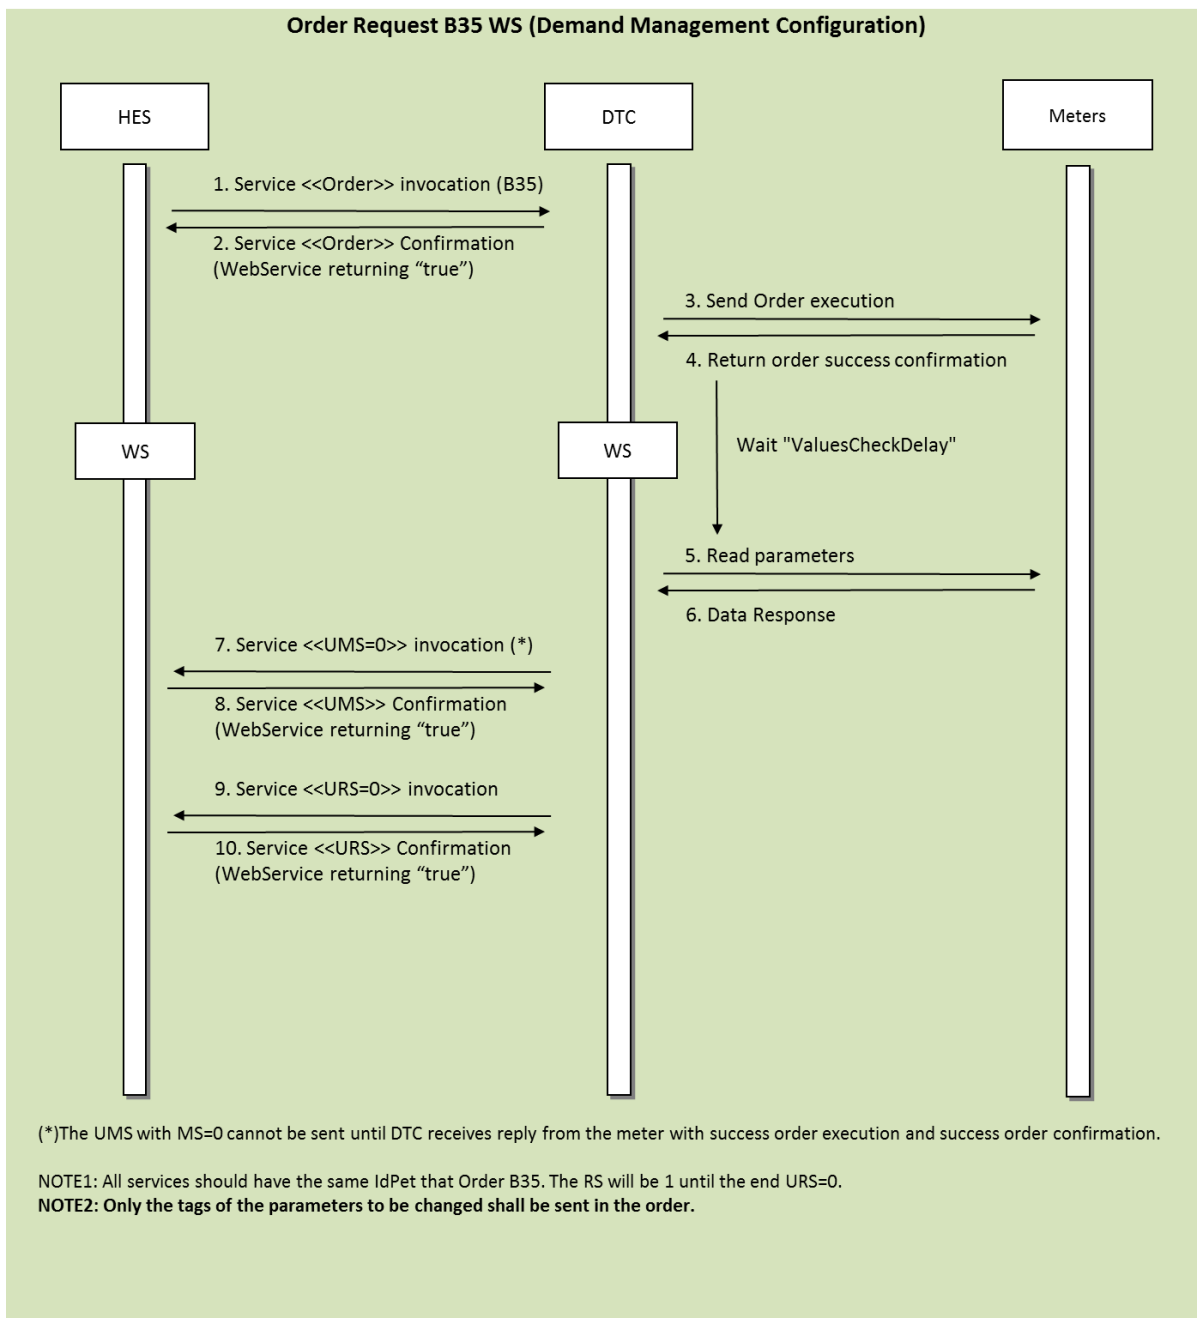 Order Request B35 WS (Demand Management Configuration)
HES
DTC
Meters
1. Service <<Order>> invocation (B35)
2. Service <<Order>> Confirmation
(WebService returning “true”)
3. Send Order execution
4. Return order success confirmation
WS
WS
Wait "ValuesCheckDelay"
5. Read parameters
6. Data Response
7. Service <<UMS=0>> invocation (*)
8. Service <<UMS>> Confirmation
(WebService returning “true”)
9. Service <<URS=0>> invocation
10. Service <<URS>> Confirmation
(WebService returning “true”)
(*)The UMS with MS=0 cannot be sent until DTC receives reply from the meter with success order execution and success order confirmation.
NOTE1: All services should have the same IdPet that Order B35. The RS will be 1 until the end URS=0.
NOTE2: Only the tags of the parameters to be changed shall be sent in the order.